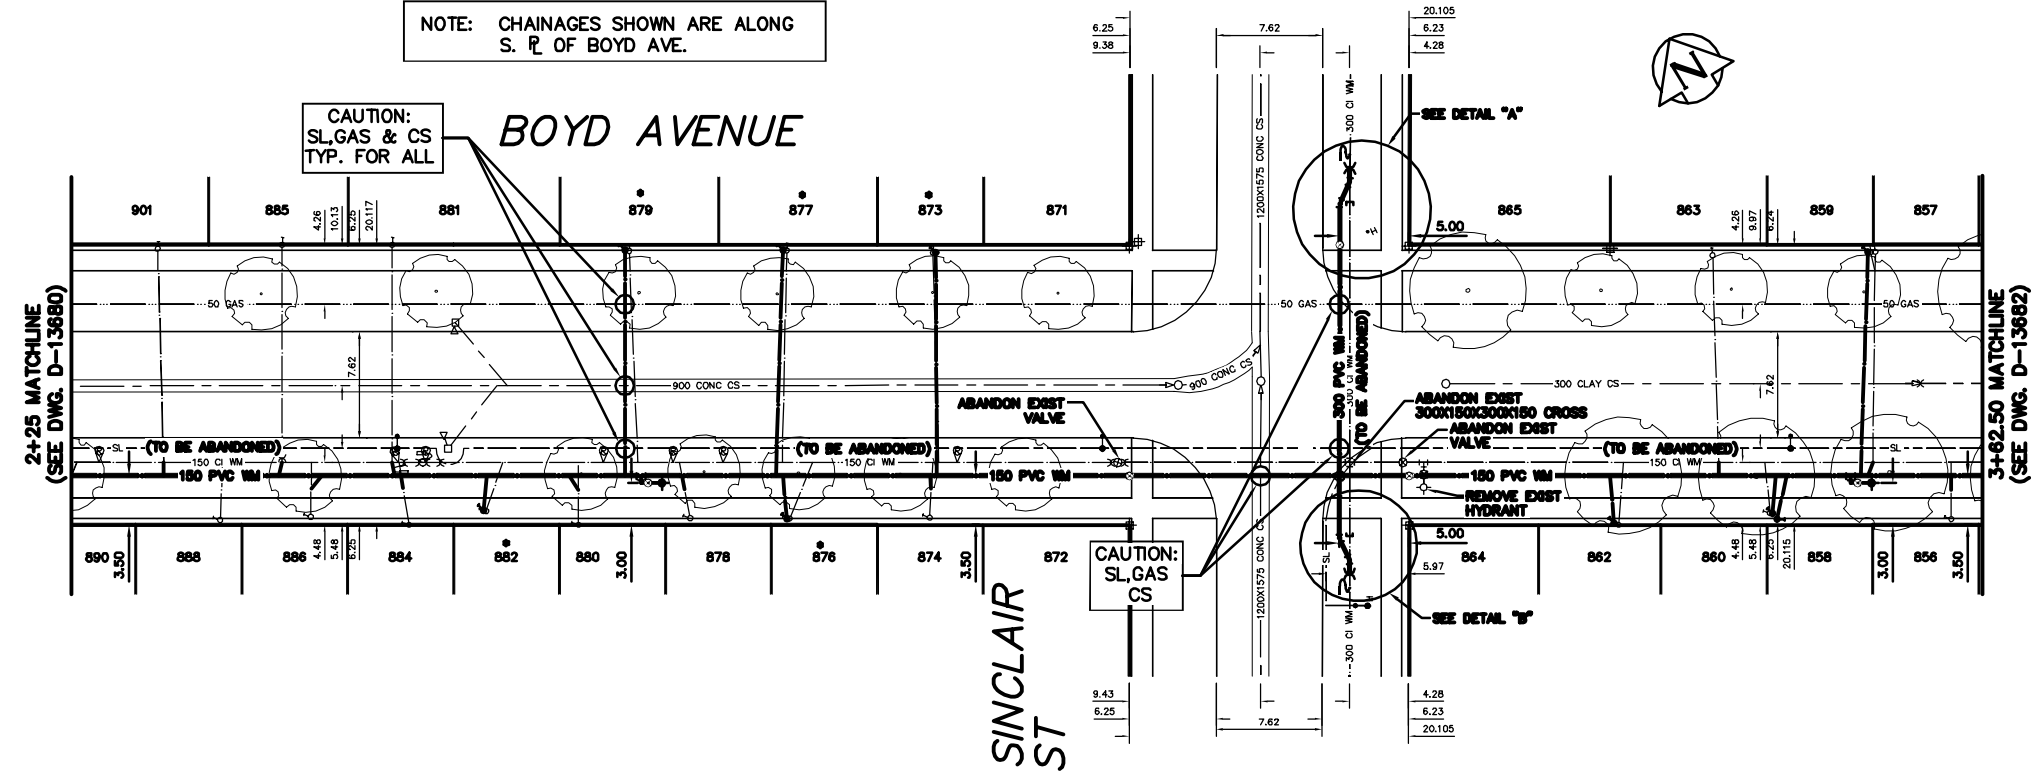 NOTE: CHAINAGES SHOWN ARE ALONG
S. ⅊ OF BOYD AVE.
CAUTION:
SL,GAS & CS
TYP. FOR ALL
BOYD AVENUE
6.25
9.38
7.62
20.105
6.23
4.28
N
SEE DETAIL "A"
1200X1575 CONC CS
300 CI WM
901
885
4.26
10.13
6.25
20.117
881
879
877
873
871
5.00
865
863
4.26
9.97
6.24
859
857
H
2+25 MATCHLINE
(SEE DWG. D-13680)
50 GAS
50 GAS
50 GAS
7.62
900 CONC CS
900 CONC CS
300 PVC WM
300 CI WM
(TO BE ABANDONED)
300 CLAY CS
7.62
3+62.50 MATCHLINE
(SEE DWG. D-13682)
ABANDON EXIST
VALVE
ABANDON EXIST
300X150X300X150 CROSS
ABANDON EXIST
VALVE
SL
(TO BE ABANDONED)
(TO BE ABANDONED)
(TO BE ABANDONED)
SL
150 CI WM
150 CI WM
150 CI WM
150 PVC WM
150 PVC WM
150 PVC WM
REMOVE EXIST
HYDRANT
890
3.50
888
886
4.48
5.48
6.25
884
882
880
3.00
878
876
874
3.50
872
CAUTION:
SL,GAS
CS
1200X1575 CONC CS
SL
5.00
5.97
864
862
860
4.48
5.48
6.25
20.115
858
3.00
856
3.50
H
SEE DETAIL "B"
300 CI WM
SINCLAIR
ST
9.43
6.25
7.62
4.28
6.23
20.105